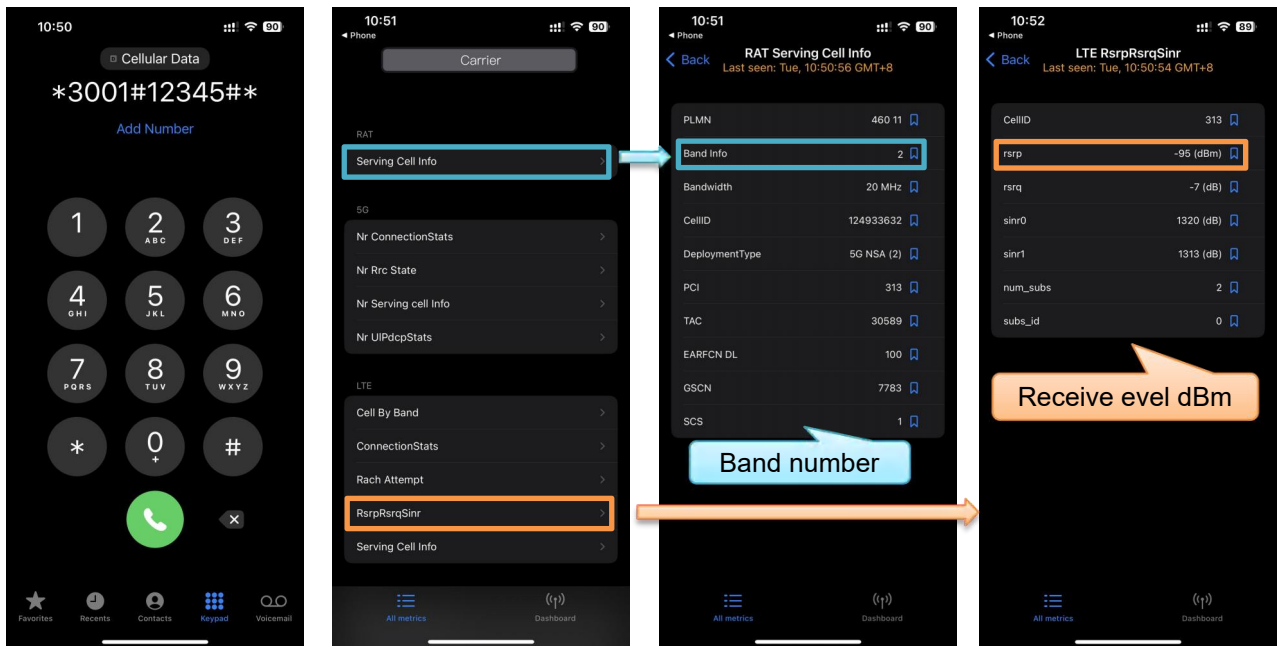 10:50
90
Cellular Data
*3001#12345#*
Add Number
1
2
ABC
3
DEF
4
GHI
5
JKL
6
MNO
7
PQRS
8
TUV
9
WXYZ
*
0
+
#
Favorites
Recents
Contacts
Keypad
Voicemail
10:51
90
Phone
Carrier
RAT
Serving Cell Info
5G
Nr ConnectionStats
Nr Rrc State
Nr Serving cell Info
Nr UlPdcpStats
LTE
Cell By Band
ConnectionStats
Rach Attempt
RsrpRsrqSinr
Serving Cell Info
All metrics
Dashboard
10:51
90
Phone
Back
RAT Serving Cell Info
Last seen: Tue, 10:50:56 GMT+8
PLMN 460 11
Band Info 2
Bandwidth 20 MHz
CellID 124933632
DeploymentType 5G NSA (2)
PCI 313
TAC 30589
EARFCN DL 100
GSCN 7783
SCS 1
Band number
All metrics
Dashboard
10:52
89
Phone
Back
LTE RsrpRsrqSinr
Last seen: Tue, 10:50:54 GMT+8
CellID 313
rsrp -95 (dBm)
rsrq -7 (dB)
sinr0 1320 (dB)
sinr1 1313 (dB)
num_subs 2
subs_id 0
Receive evel dBm
All metrics
Dashboard